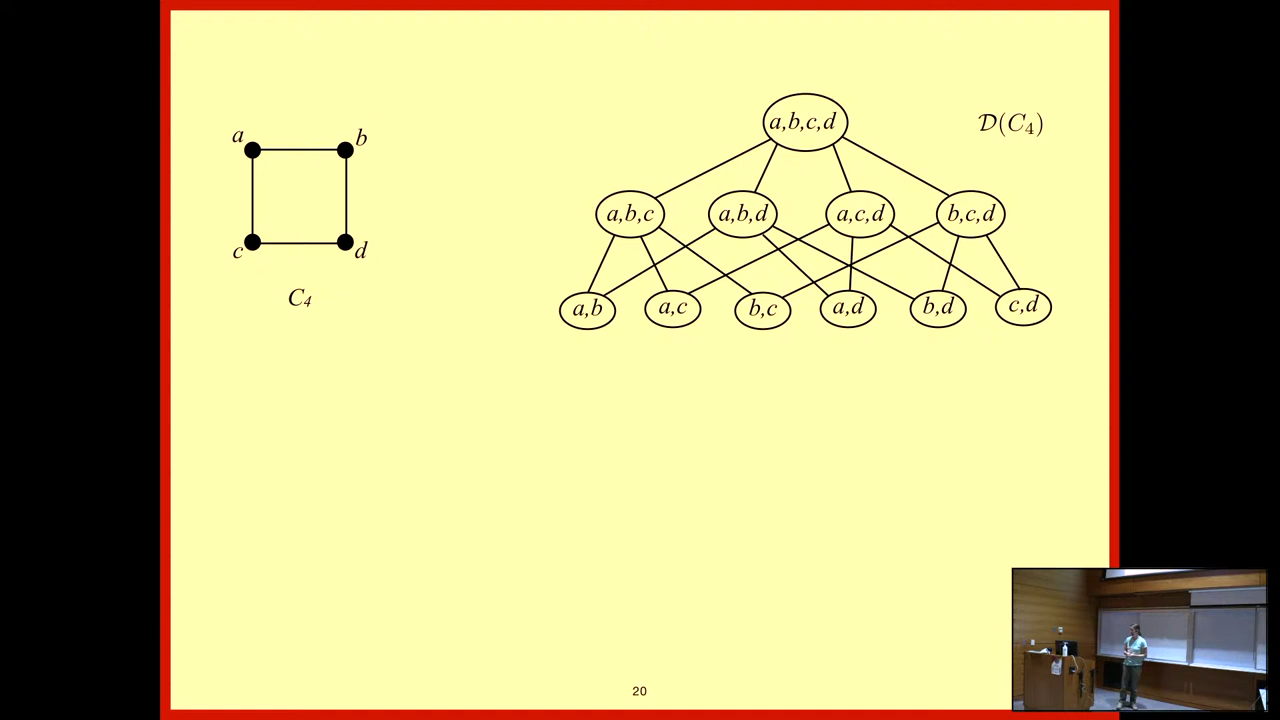 a b
c d
C₄
𝒟(C₄)
a,b,c,d
a,b,c a,b,d a,c,d b,c,d
a,b a,c b,c a,d b,d c,d
20